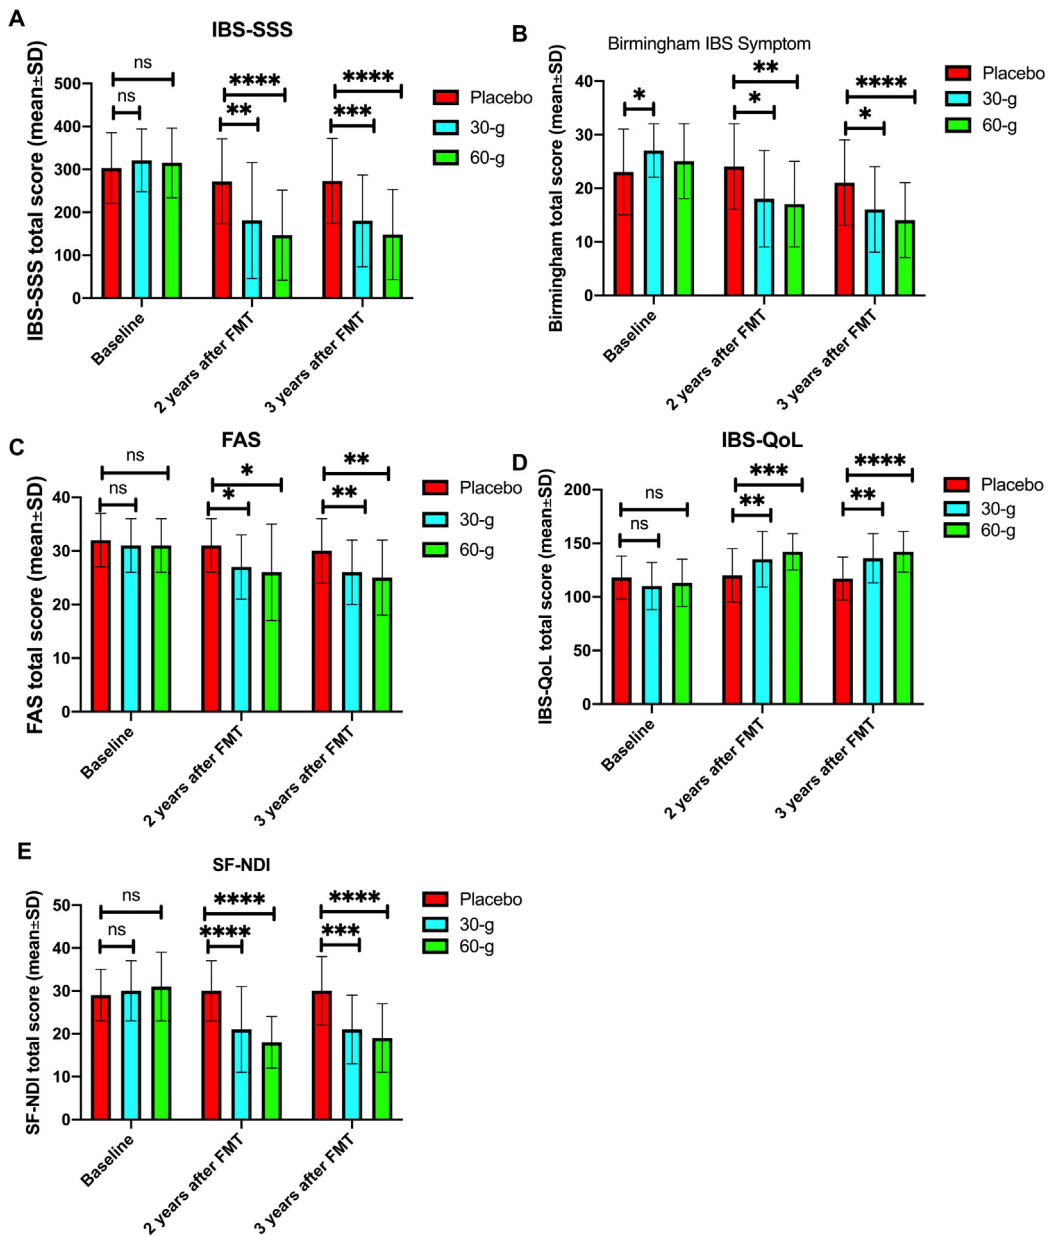 A
IBS-SSS
IBS-SSS total score (mean±SD)
500
400
300
200
100
0
ns
ns
****
**
****
***
Placebo
30-g
60-g
Baseline
2 years after FMT
3 years after FMT
B
Birmingham IBS Symptom
Birmingham total score (mean±SD)
40
30
20
10
0
*
**
*
****
*
Placebo
30-g
60-g
Baseline
2 years after FMT
3 years after FMT
C
FAS
FAS total score (mean±SD)
40
30
20
10
0
ns
ns
*
*
**
**
Placebo
30-g
60-g
Baseline
2 years after FMT
3 years after FMT
D
IBS-QoL
IBS-QoL total score (mean±SD)
200
150
100
50
0
ns
ns
***
**
****
**
Placebo
30-g
60-g
Baseline
2 years after FMT
3 years after FMT
E
SF-NDI
SF-NDI total score (mean±SD)
50
40
30
20
10
0
ns
ns
****
****
****
***
Placebo
30-g
60-g
Baseline
2 years after FMT
3 years after FMT